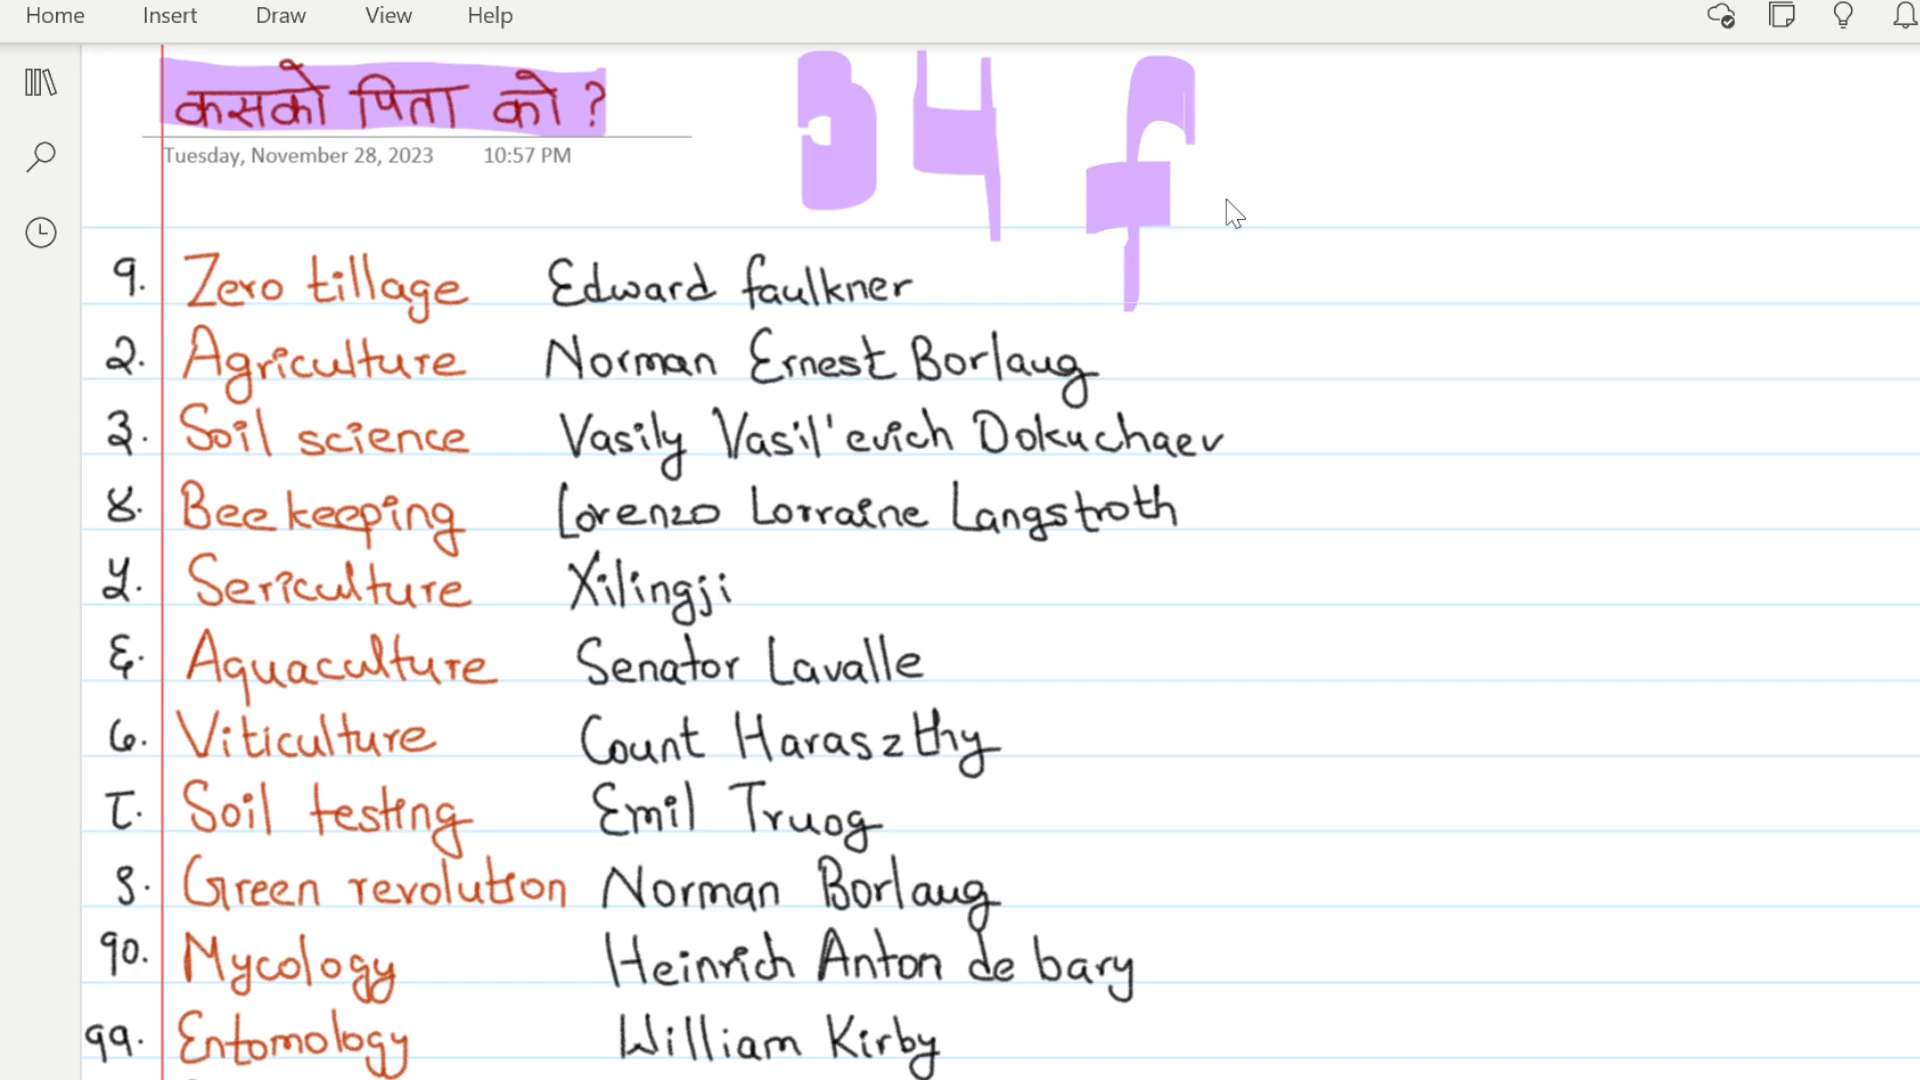 Home Insert Draw View Help
कसको पिता को ?
Tuesday, November 28, 2023 10:57 PM
१. Zero tillage Edward faulkner
२. Agriculture Norman Ernest Borlaug
३. Soil science Vasily Vasil'evich Dokuchaev
४. Bee keeping Lorenzo Lorraine Langstroth
५. Sericulture Xilingji
६. Aquaculture Senator Lavalle
७. Viticulture Count Haraszthy
८. Soil testing Emil Truog
९. Green revolution Norman Borlaug
१०. Mycology Heinrich Anton de bary
११. Entomology William Kirby